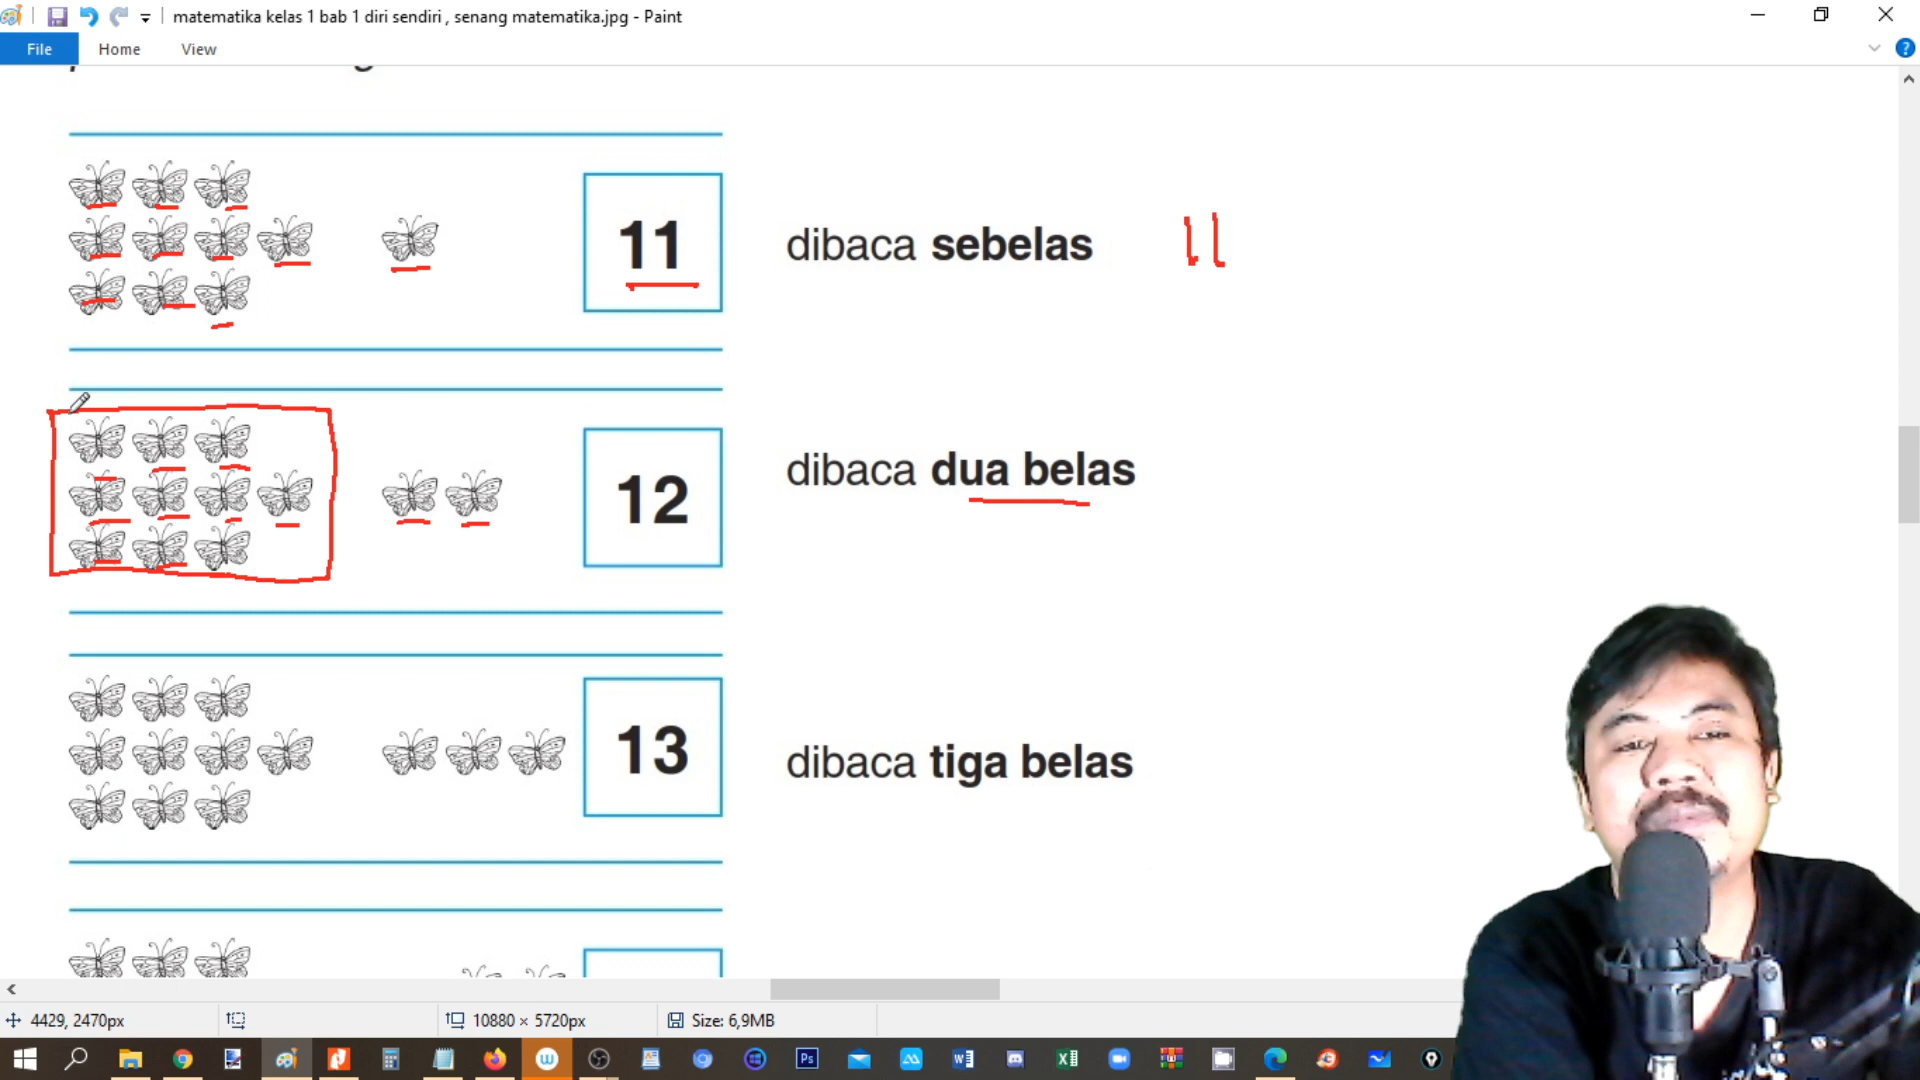 matematika kelas 1 bab 1 diri sendiri , senang matematika.jpg - Paint
File Home View
11 dibaca sebelas 11
12 dibaca dua belas
13 dibaca tiga belas
4429, 2470px 10880 × 5720px Size: 6,9MB